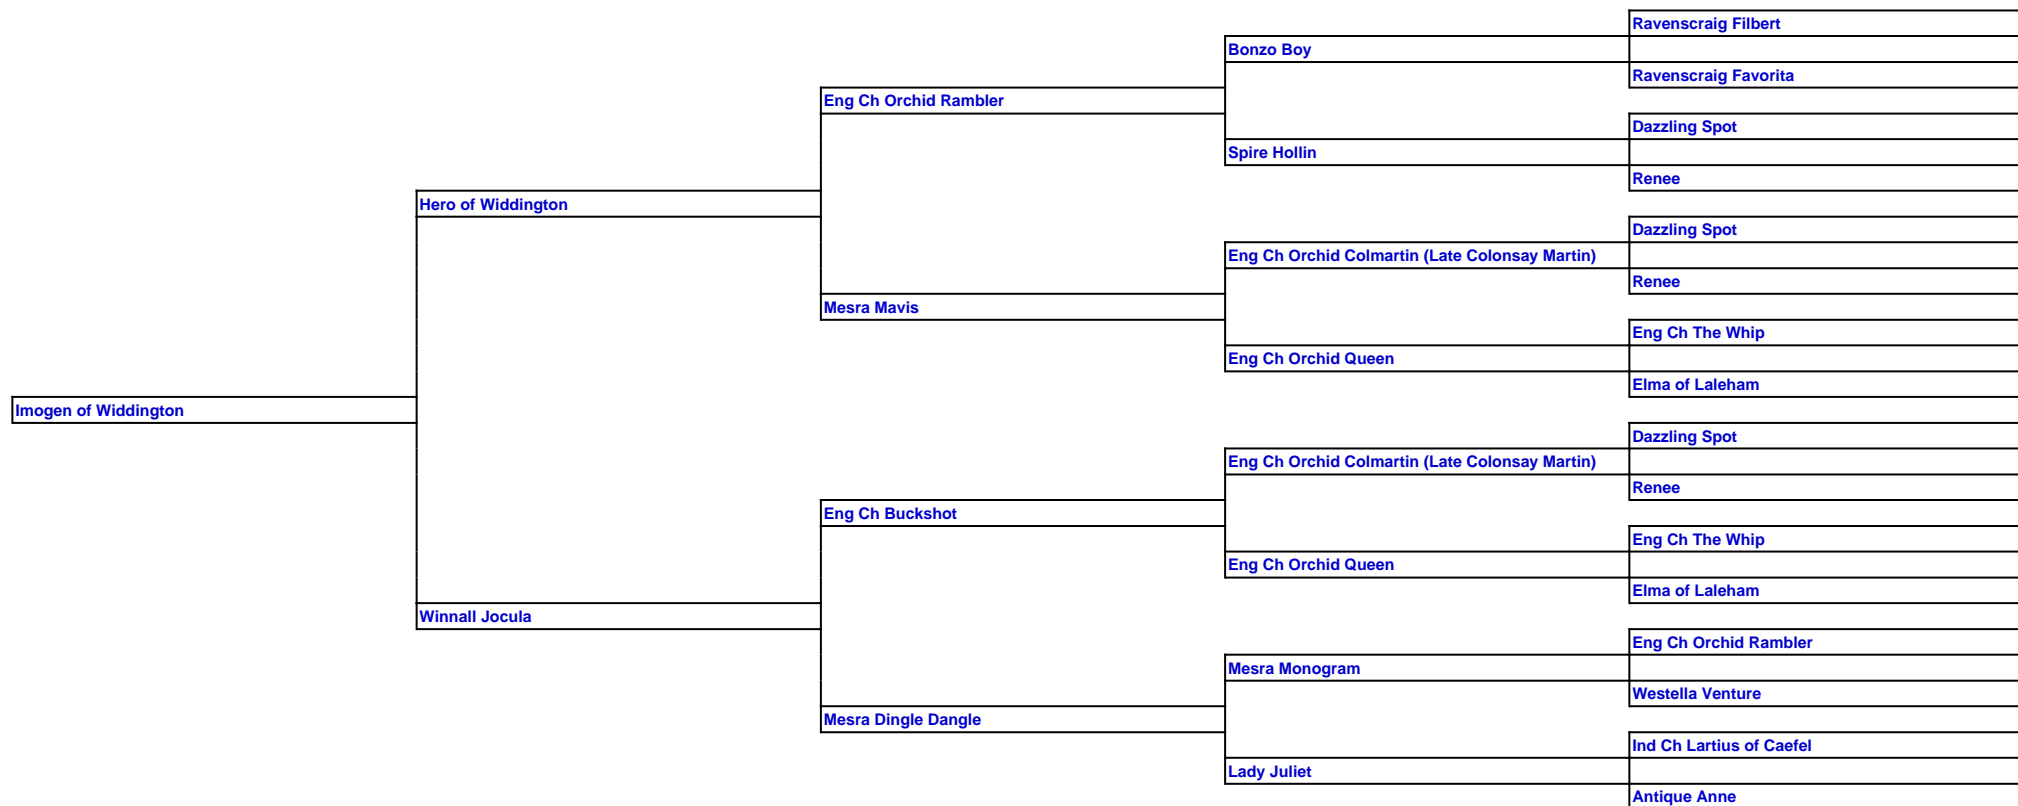 Ravenscraig Filbert
Bonzo Boy
Ravenscraig Favorita
Eng Ch Orchid Rambler
Dazzling Spot
Spire Hollin
Renee
Hero of Widdington
Dazzling Spot
Eng Ch Orchid Colmartin (Late Colonsay Martin)
Renee
Mesra Mavis
Eng Ch The Whip
Eng Ch Orchid Queen
Elma of Laleham
Imogen of Widdington
Dazzling Spot
Eng Ch Orchid Colmartin (Late Colonsay Martin)
Renee
Eng Ch Buckshot
Eng Ch The Whip
Eng Ch Orchid Queen
Elma of Laleham
Winnall Jocula
Eng Ch Orchid Rambler
Mesra Monogram
Westella Venture
Mesra Dingle Dangle
Ind Ch Lartius of Caefel
Lady Juliet
Antique Anne